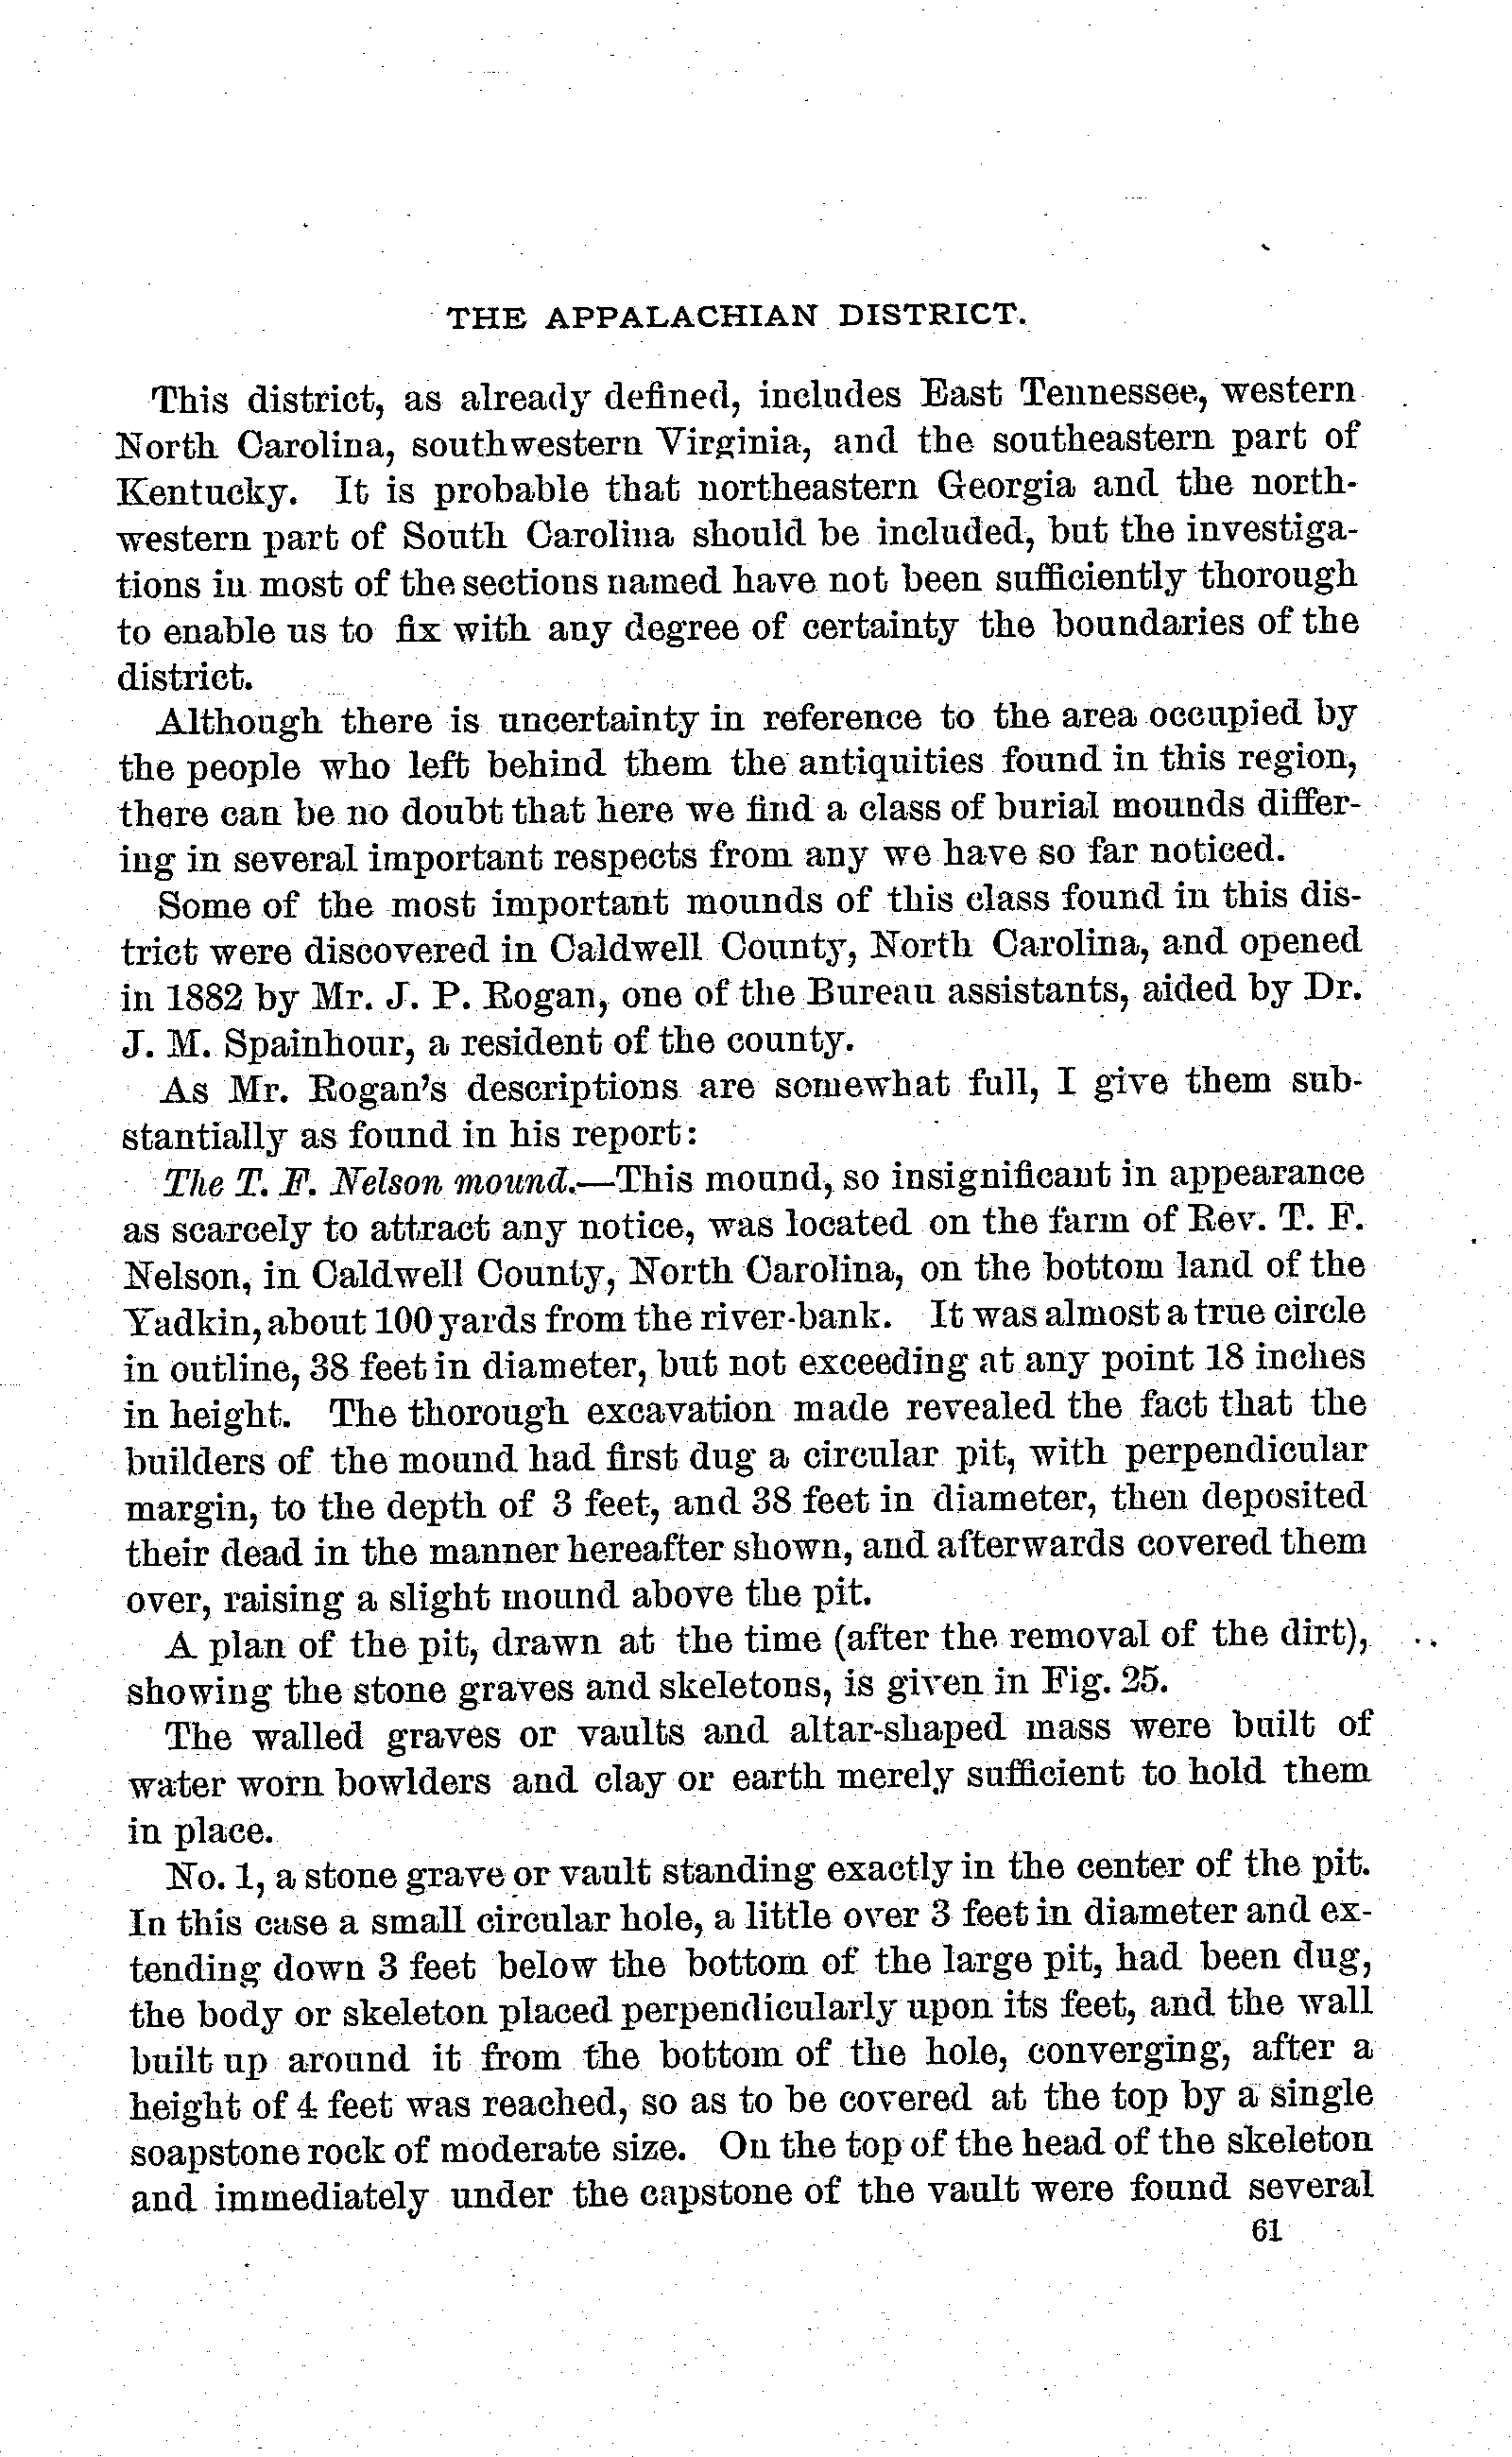 THE APPALACHIAN DISTRICT.
This district, as already defined, includes East Tennessee, western
North Carolina, southwestern Virginia, and the southeastern part of
Kentucky. It is probable that northeastern Georgia and the north-
western part of South Carolina should be included, but the investiga-
tions in most of the sections named have not been sufficiently thorough
to enable us to fix with any degree of certainty the boundaries of the
district.
Although there is uncertainty in reference to the area occupied by
the people who left behind them the antiquities found in this region,
there can be no doubt that here we find a class of burial mounds differ-
ing in several important respects from any we have so far noticed.
Some of the most important mounds of this class found in this dis-
trict were discovered in Caldwell County, North Carolina, and opened
in 1882 by Mr. J. P. Rogan, one of the Bureau assistants, aided by Dr.
J. M. Spainhour, a resident of the county.
As Mr. Rogan's descriptions are somewhat full, I give them sub-
stantially as found in his report:
The T. F. Nelson mound.—This mound, so insignificant in appearance
as scarcely to attract any notice, was located on the farm of Rev. T. F.
Nelson, in Caldwell County, North Carolina, on the bottom land of the
Yadkin, about 100 yards from the river-bank. It was almost a true circle
in outline, 38 feet in diameter, but not exceeding at any point 18 inches
in height. The thorough excavation made revealed the fact that the
builders of the mound had first dug a circular pit, with perpendicular
margin, to the depth of 3 feet, and 38 feet in diameter, then deposited
their dead in the manner hereafter shown, and afterwards covered them
over, raising a slight mound above the pit.
A plan of the pit, drawn at the time (after the removal of the dirt),
showing the stone graves and skeletons, is given in Fig. 25.
The walled graves or vaults and altar-shaped mass were built of
water worn bowlders and clay or earth merely sufficient to hold them
in place.
No. 1, a stone grave or vault standing exactly in the center of the pit.
In this case a small circular hole, a little over 3 feet in diameter and ex-
tending down 3 feet below the bottom of the large pit, had been dug,
the body or skeleton placed perpendicularly upon its feet, and the wall
built up around it from the bottom of the hole, converging, after a
height of 4 feet was reached, so as to be covered at the top by a single
soapstone rock of moderate size. On the top of the head of the skeleton
and immediately under the capstone of the vault were found several
61